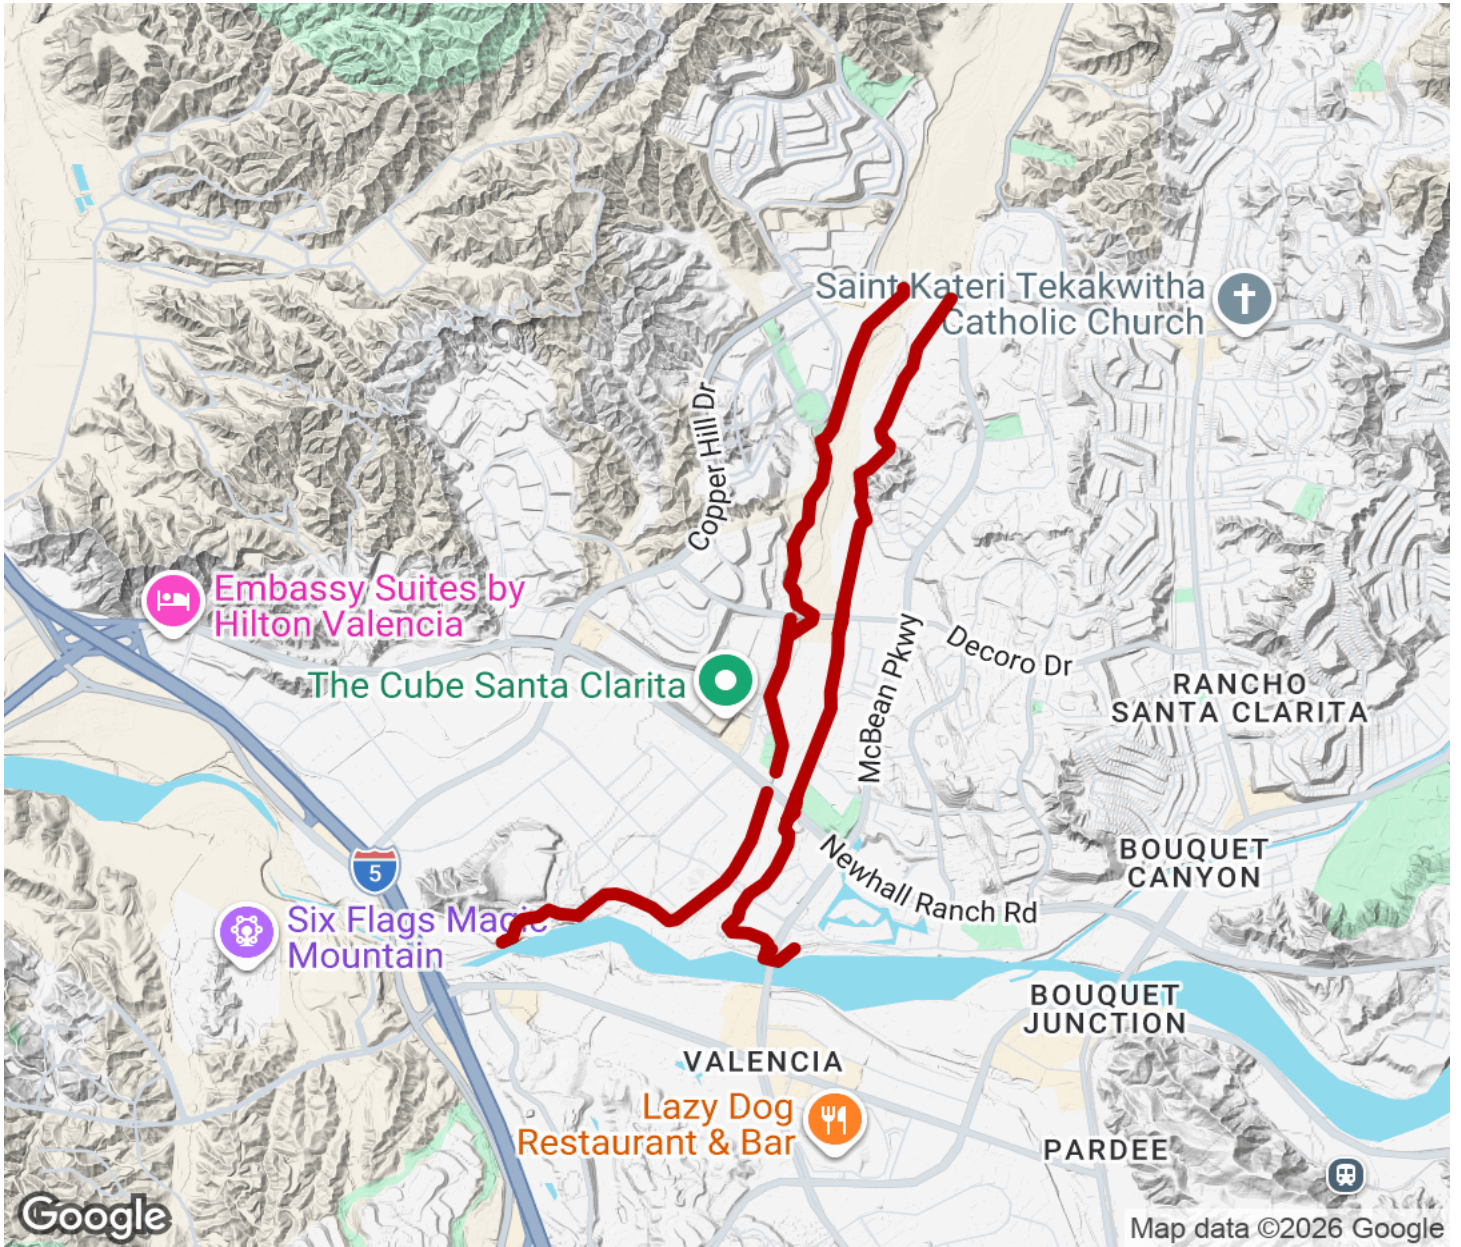 Saint Kateri Tekakwitha
Catholic Church
Copper Hill Dr
Embassy Suites by
Hilton Valencia
The Cube Santa Clarita
McBean Pkwy
Decoro Dr
RANCHO
SANTA CLARITA
5
Newhall Ranch Rd
BOUQUET
CANYON
Six Flags Magic
Mountain
BOUQUET
JUNCTION
VALENCIA
Lazy Dog
Restaurant & Bar
PARDEE
Google
Map data ©2026 Google